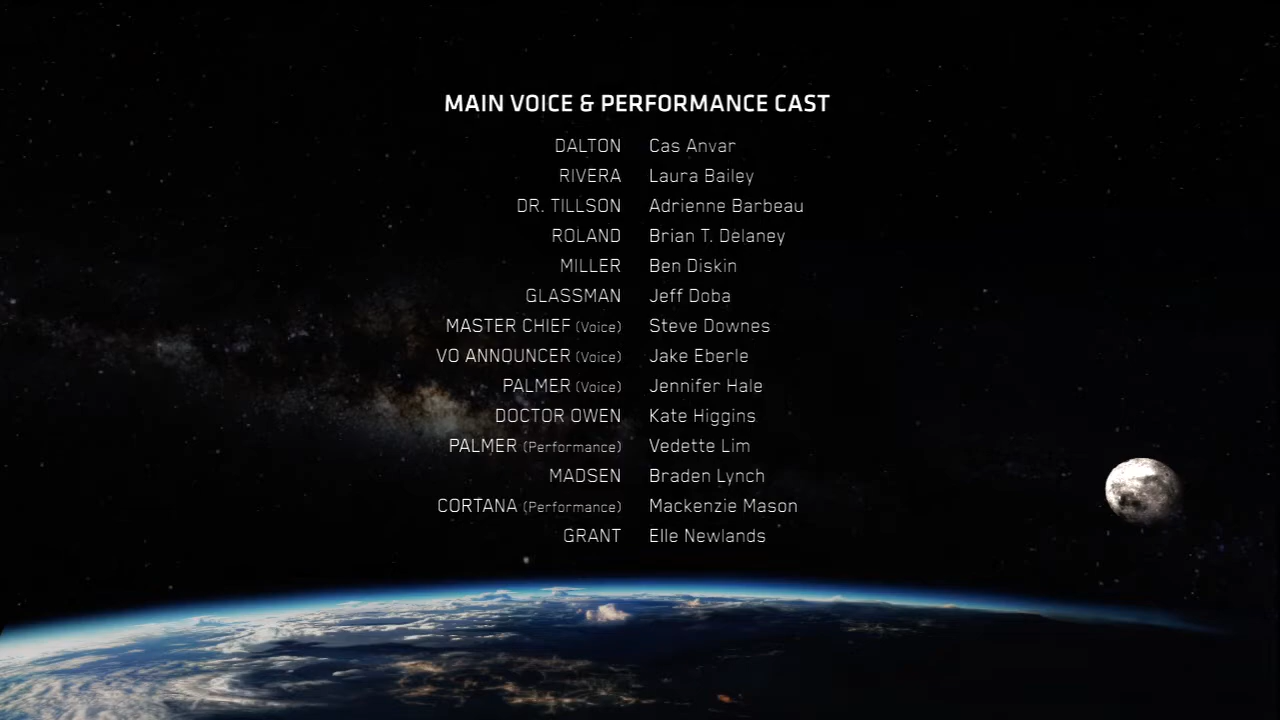 MAIN VOICE & PERFORMANCE CAST
DALTON Cas Anvar
RIVERA Laura Bailey
DR. TILLSON Adrienne Barbeau
ROLAND Brian T. Delaney
MILLER Ben Diskin
GLASSMAN Jeff Doba
MASTER CHIEF (Voice) Steve Downes
VO ANNOUNCER (Voice) Jake Eberle
PALMER (Voice) Jennifer Hale
DOCTOR OWEN Kate Higgins
PALMER (Performance) Vedette Lim
MADSEN Braden Lynch
CORTANA (Performance) Mackenzie Mason
GRANT Elle Newlands